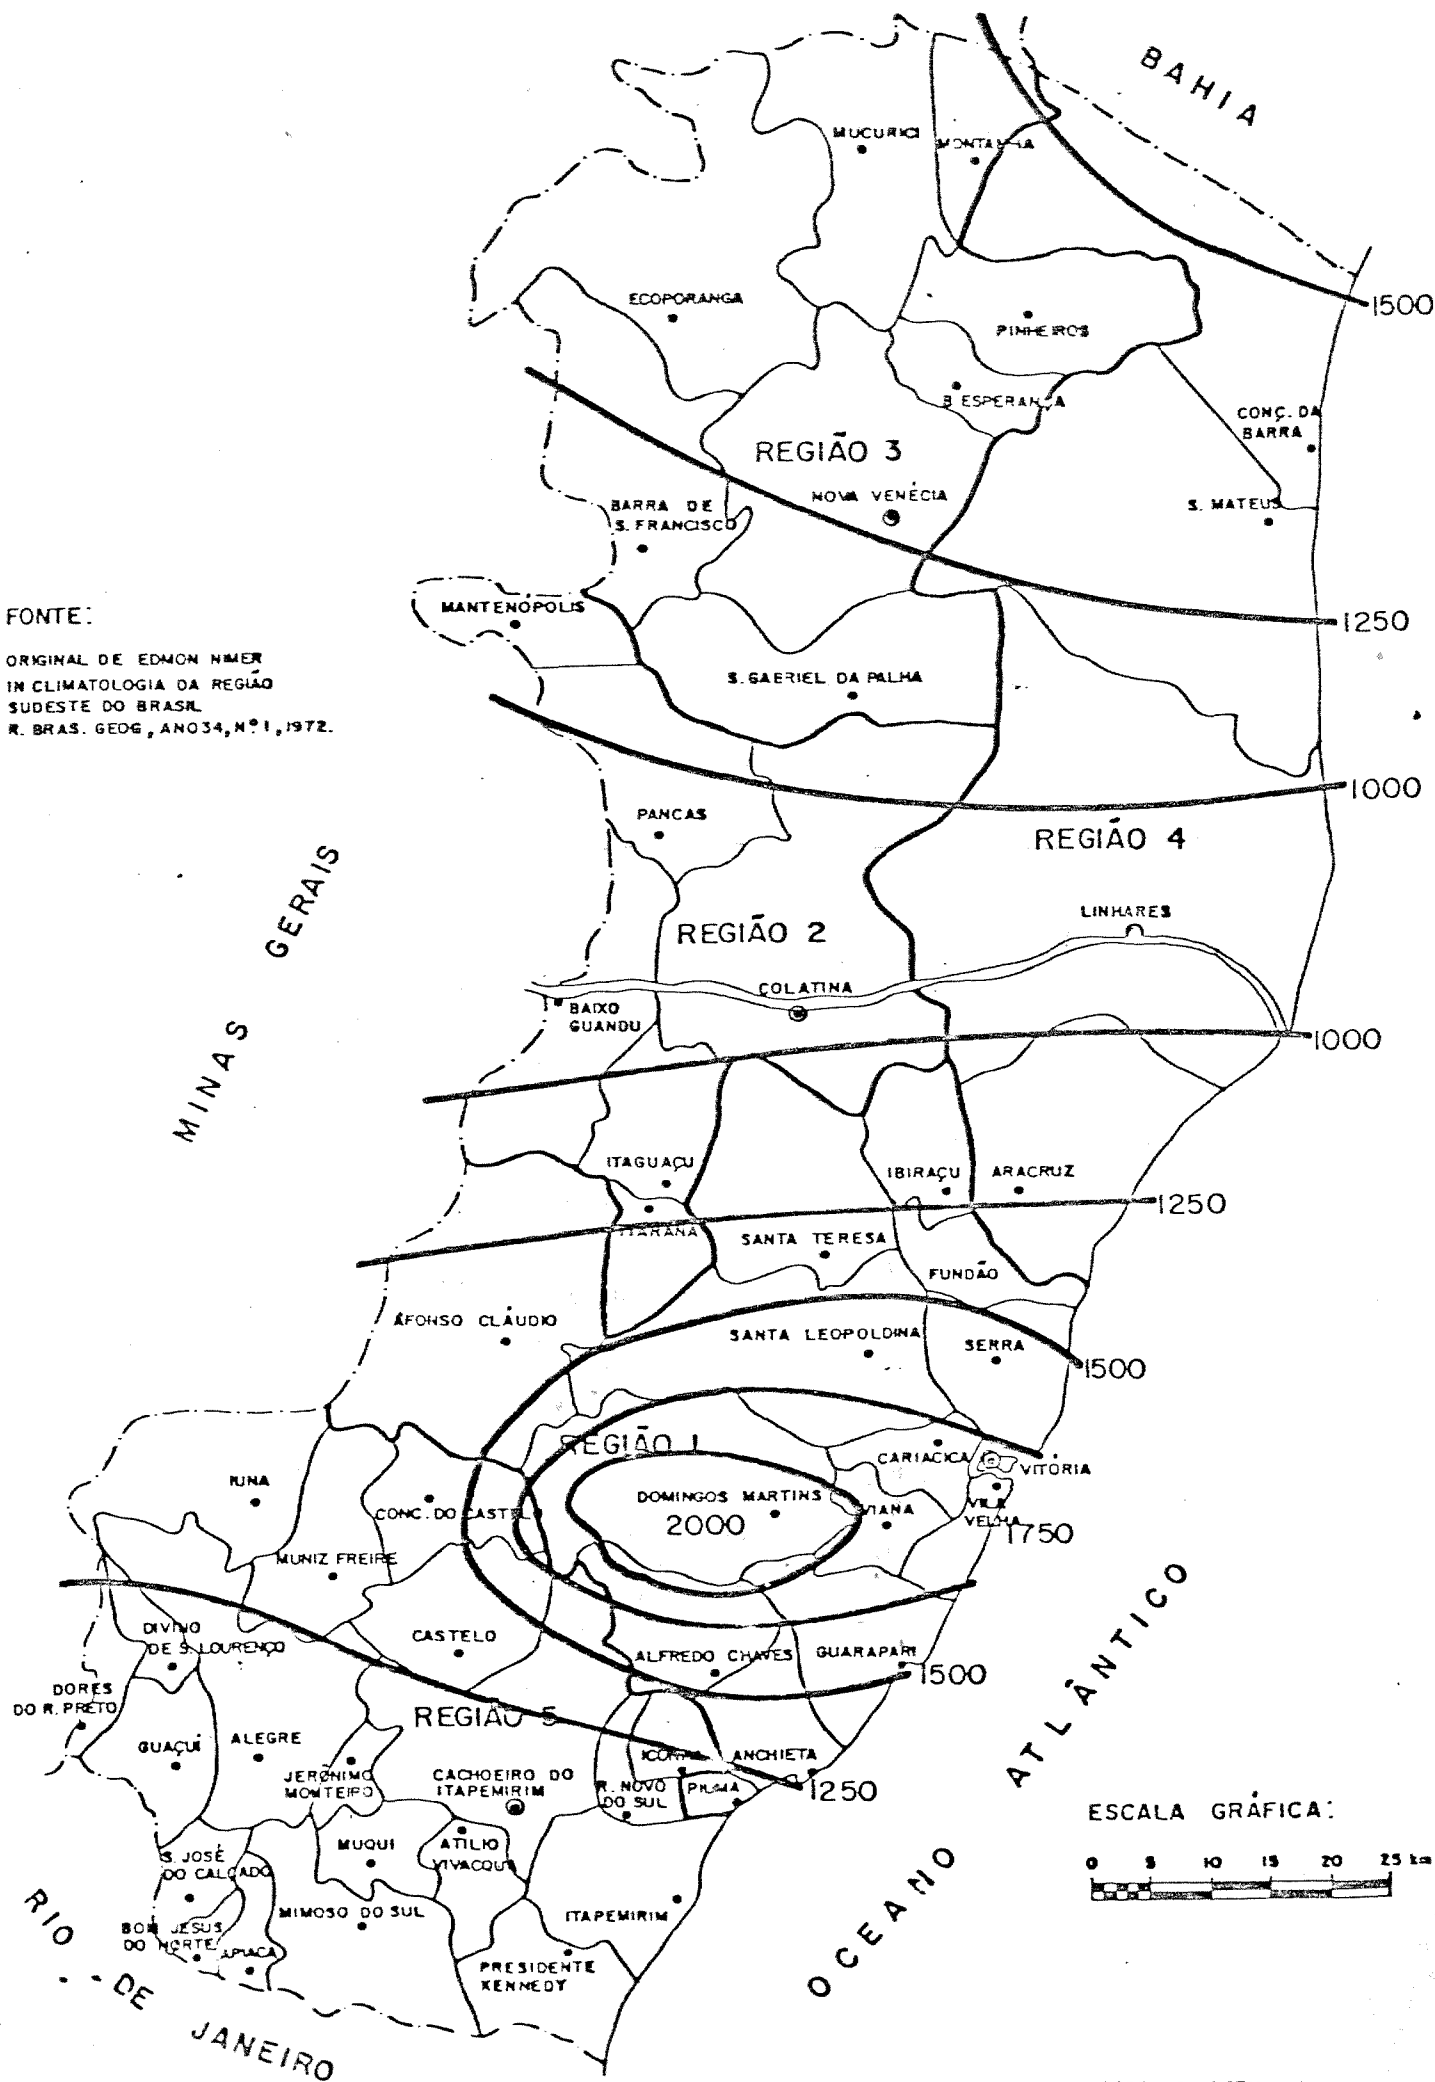 BAHIA
MUCURICI
MONTANHA
ECOPORANGA
1500
PINHEIROS
B ESPERANÇA
CONÇ. DA
BARRA
REGIÃO 3
NOVA VENÉCIA
BARRA DE
S. FRANCISCO
S. MATEUS
MANTENÓPOLIS
FONTE:
ORIGINAL DE EDMON NIMER
IN CLIMATOLOGIA DA REGIÃO
SUDESTE DO BRASIL
R. BRAS. GEOG, ANO 34, Nº 1, 1972.
1250
S. GABRIEL DA PALHA
1000
PANCAS
REGIÃO 4
MINAS GERAIS
LINHARES
REGIÃO 2
COLATINA
BAIXO
GUANDU
1000
ITAGUAÇU
IBIRAÇU
ARACRUZ
ITARANA
1250
SANTA TERESA
FUNDÃO
AFONSO CLÁUDIO
SANTA LEOPOLDINA
SERRA
1500
REGIÃO 1
CARIACICA
VITÓRIA
IUNA
CONC. DO CASTELO
DOMINGOS MARTINS
2000
VIANA
VILA
VELHA
1750
MUNIZ FREIRE
DIVINO
DE S. LOURENÇO
CASTELO
ALFREDO CHAVES
GUARAPARI
1500
DORES
DO R. PRETO
REGIÃO 5
GUAÇUÍ
ALEGRE
JERÔNIMO
MONTEIRO
CACHOEIRO DO
ITAPEMIRIM
ICONHA
ANCHIETA
R. NOVO
DO SUL
PIUMA
1250
OCEANO ATLÂNTICO
ESCALA GRÁFICA:
0 5 10 15 20 25 km
MUQUI
ATILIO
VIVACQUA
S. JOSÉ
DO CALÇADO
MIMOSO DO SUL
ITAPEMIRIM
BOM JESUS
DO NORTE
APIACA
PRESIDENTE
KENNEDY
RIO DE JANEIRO